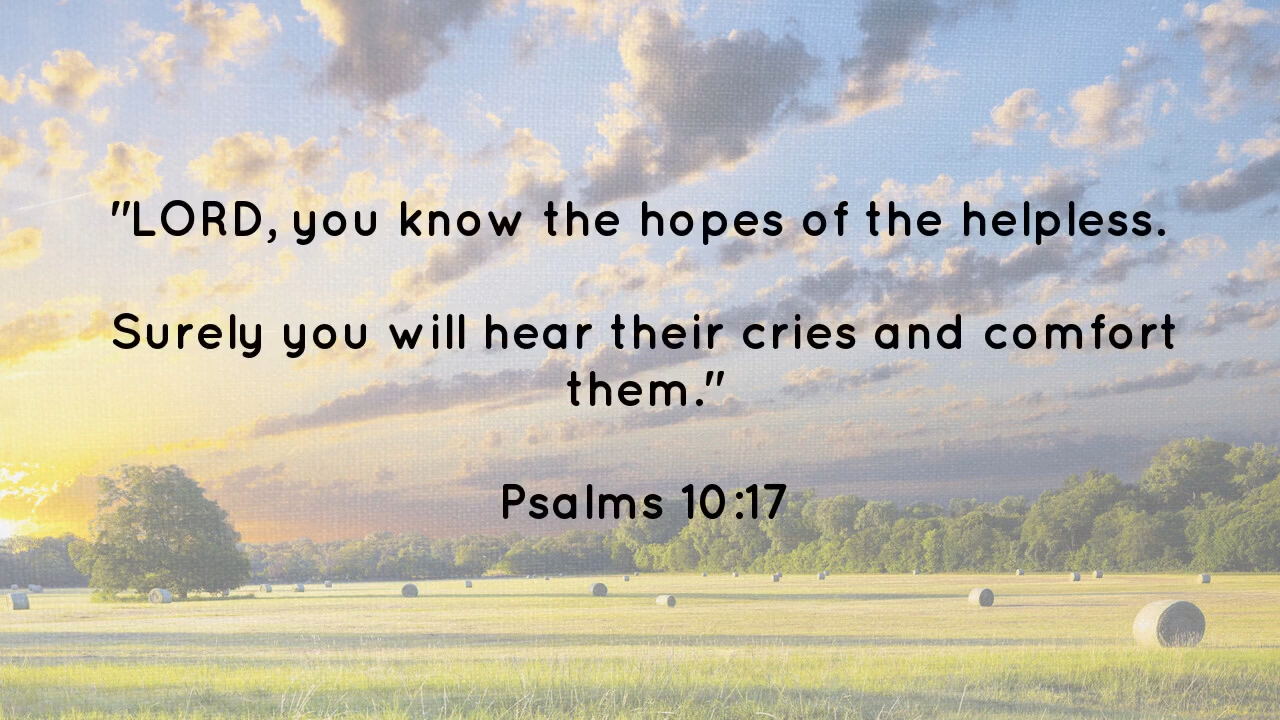 "LORD, you know the hopes of the helpless.
Surely you will hear their cries and comfort
them."
Psalms 10:17